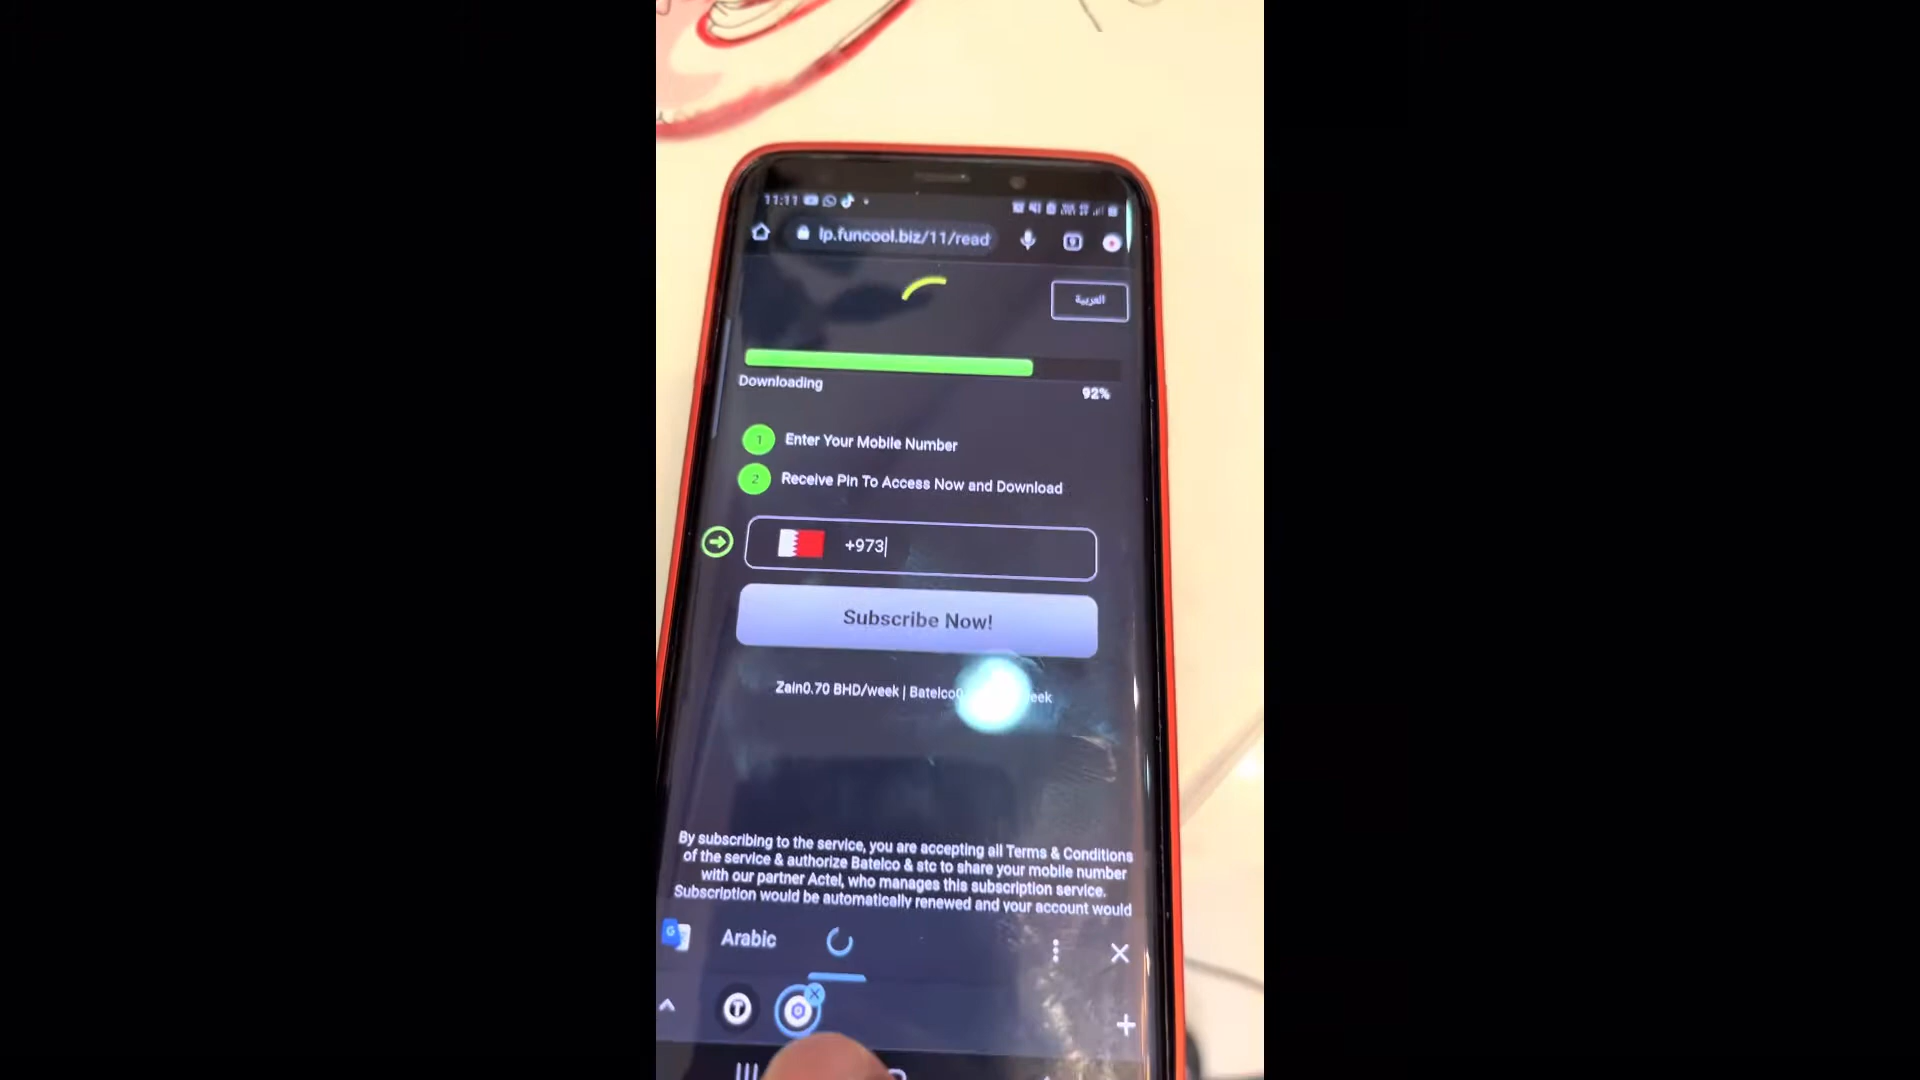 11:11
lp.funcool.biz/11/read
العربية
Downloading
92%
1 Enter Your Mobile Number
2 Receive Pin To Access Now and Download
+973
Subscribe Now!
Zain0.70 BHD/week | Batelco
By subscribing to the service, you are accepting all Terms & Conditions
of the service & authorize Batelco & stc to share your mobile number
with our partner Actel, who manages this subscription service.
Subscription would be automatically renewed and your account would
Arabic